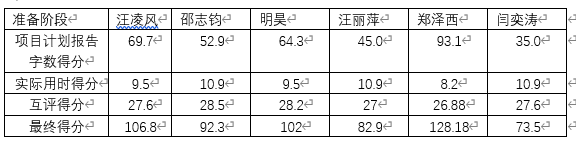 准备阶段 汪凌风 邵志钧 明昊 汪丽萍 郑泽西 闫奕涛
项目计划报告 69.7 52.9 64.3 45.0 93.1 35.0
字数得分
实际用时得分 9.5 10.9 9.5 10.9 8.2 10.9
互评得分 27.6 28.5 28.2 27 26.88 27.6
最终得分 106.8 92.3 102 82.9 128.18 73.5